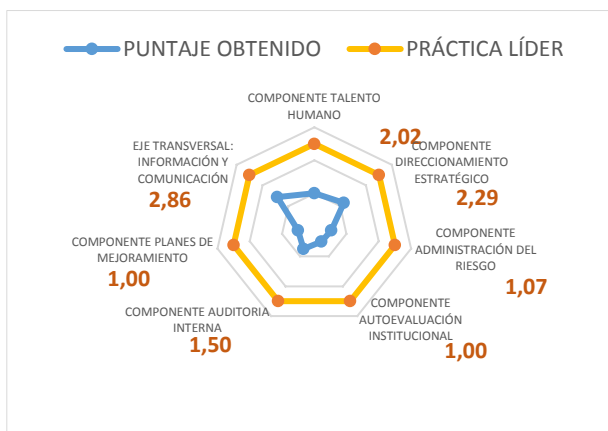 PUNTAJE OBTENIDO
PRÁCTICA LÍDER
COMPONENTE TALENTO
HUMANO
2,02
COMPONENTE
DIRECCIONAMIENTO
ESTRATÉGICO
2,29
COMPONENTE
ADMINISTRACIÓN DEL
RIESGO
1,07
COMPONENTE
AUTOEVALUACIÓN
INSTITUCIONAL
1,00
COMPONENTE AUDITORIA
INTERNA
1,50
COMPONENTE PLANES DE
MEJORAMIENTO
1,00
EJE TRANSVERSAL:
INFORMACIÓN Y
COMUNICACIÓN
2,86